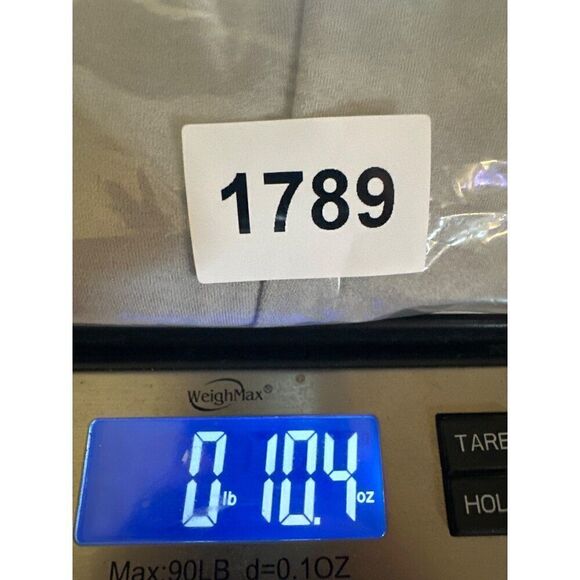 1789
WeighMax®
0 lb 10.4 oz
TARE
HOL
Max:90LB d=0.1OZ